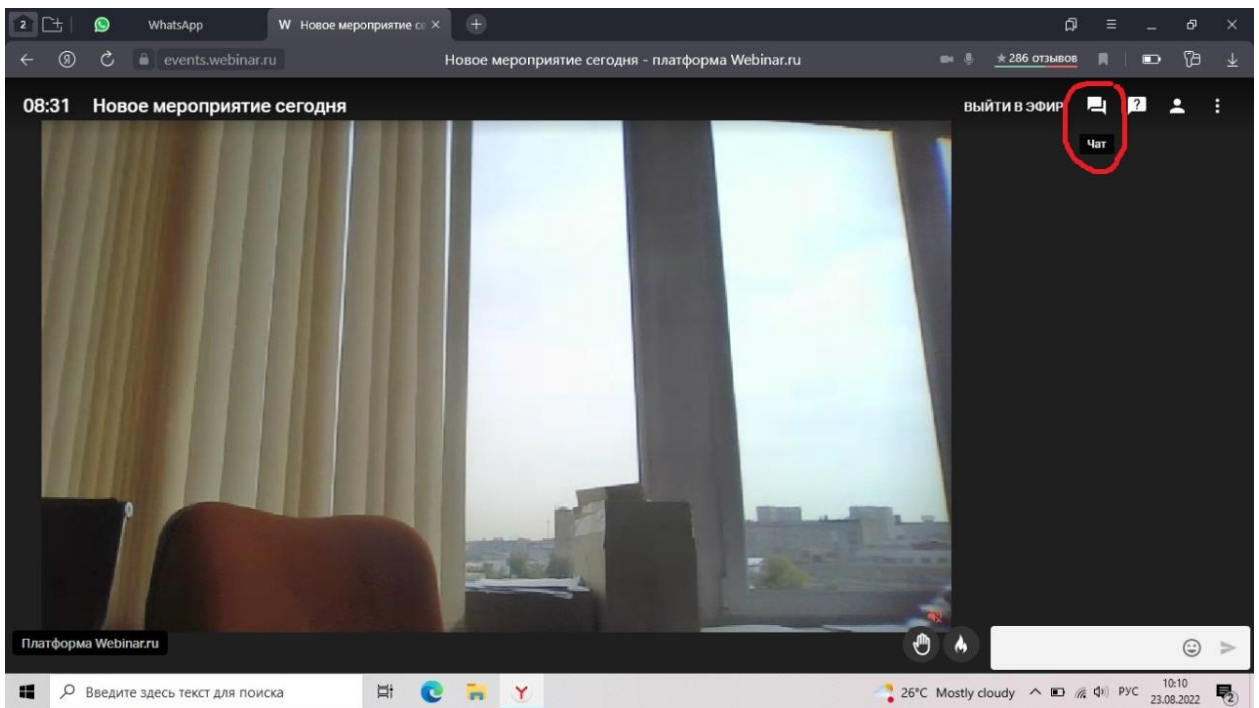 2
WhatsApp
W Новое мероприятие се
Я events.webinar.ru
Новое мероприятие сегодня - платформа Webinar.ru
★ 286 отзывов
08:31 Новое мероприятие сегодня
ВЫЙТИ В ЭФИР
?
Чат
Платформа Webinar.ru
Введите здесь текст для поиска
Y
26°C Mostly cloudy
РУС
10:10
23.08.2022
2